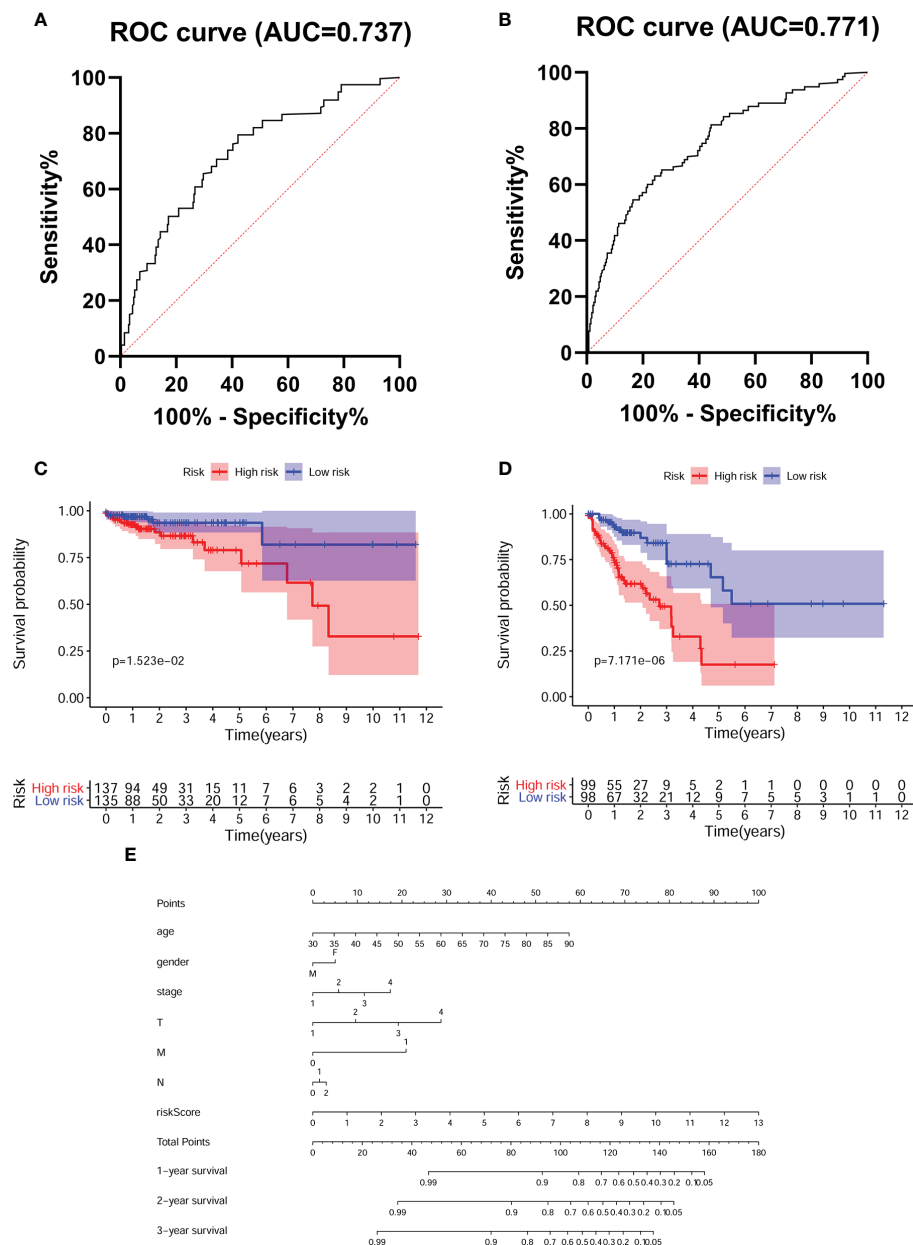 A
ROC curve (AUC=0.737)
100
80
60
40
20
0
Sensitivity%
0 20 40 60 80 100
100% - Specificity%
B
ROC curve (AUC=0.771)
100
80
60
40
20
0
Sensitivity%
0 20 40 60 80 100
100% - Specificity%
C
Risk High risk Low risk
1.00
0.75
0.50
0.25
0.00
Survival probability
p=1.523e−02
0 1 2 3 4 5 6 7 8 9 10 11 12
Time(years)
Risk
High risk 137 94 49 31 15 11 7 6 3 2 2 1 0
Low risk 135 88 50 33 20 12 7 6 5 4 2 1 0
0 1 2 3 4 5 6 7 8 9 10 11 12
Time(years)
D
Risk High risk Low risk
1.00
0.75
0.50
0.25
0.00
Survival probability
p=7.171e−06
0 1 2 3 4 5 6 7 8 9 10 11 12
Time(years)
Risk
High risk 99 55 27 9 5 2 1 1 0 0 0 0 0
Low risk 98 67 32 21 12 9 7 5 5 3 1 1 0
0 1 2 3 4 5 6 7 8 9 10 11 12
Time(years)
E
Points
0 10 20 30 40 50 60 70 80 90 100
age
30 35 40 45 50 55 60 65 70 75 80 85 90
gender
F
M
stage
2 4
1 3
T
2 4
1 3
M
1
0
N
1
0 2
riskScore
0 1 2 3 4 5 6 7 8 9 10 11 12 13
Total Points
0 20 40 60 80 100 120 140 160 180
1−year survival
0.99 0.9 0.8 0.7 0.6 0.5 0.4 0.3 0.2 0.1 0.05
2−year survival
0.99 0.9 0.8 0.7 0.6 0.5 0.4 0.3 0.2 0.1 0.05
3−year survival
0.99 0.9 0.8 0.7 0.6 0.5 0.4 0.3 0.2 0.1 0.05